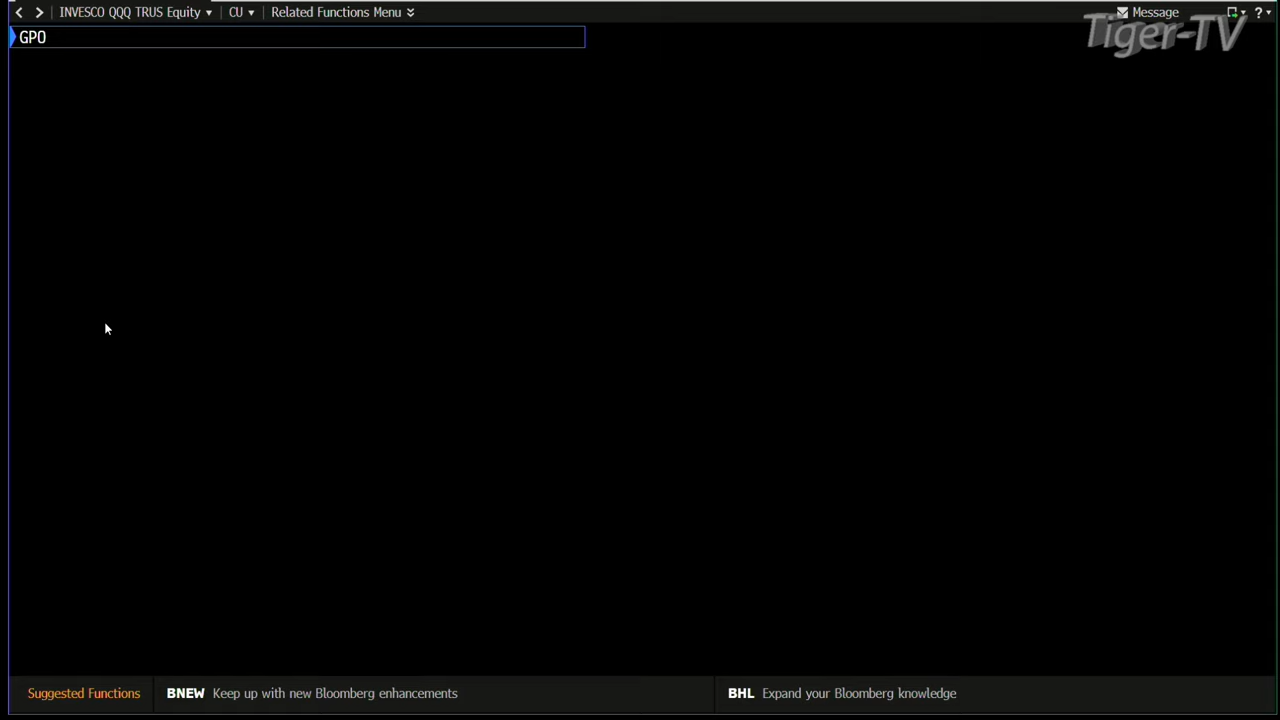 INVESCO QQQ TRUS Equity CU Related Functions Menu Message ?
GPO
Tiger-TV
Suggested Functions BNEW Keep up with new Bloomberg enhancements BHL Expand your Bloomberg knowledge